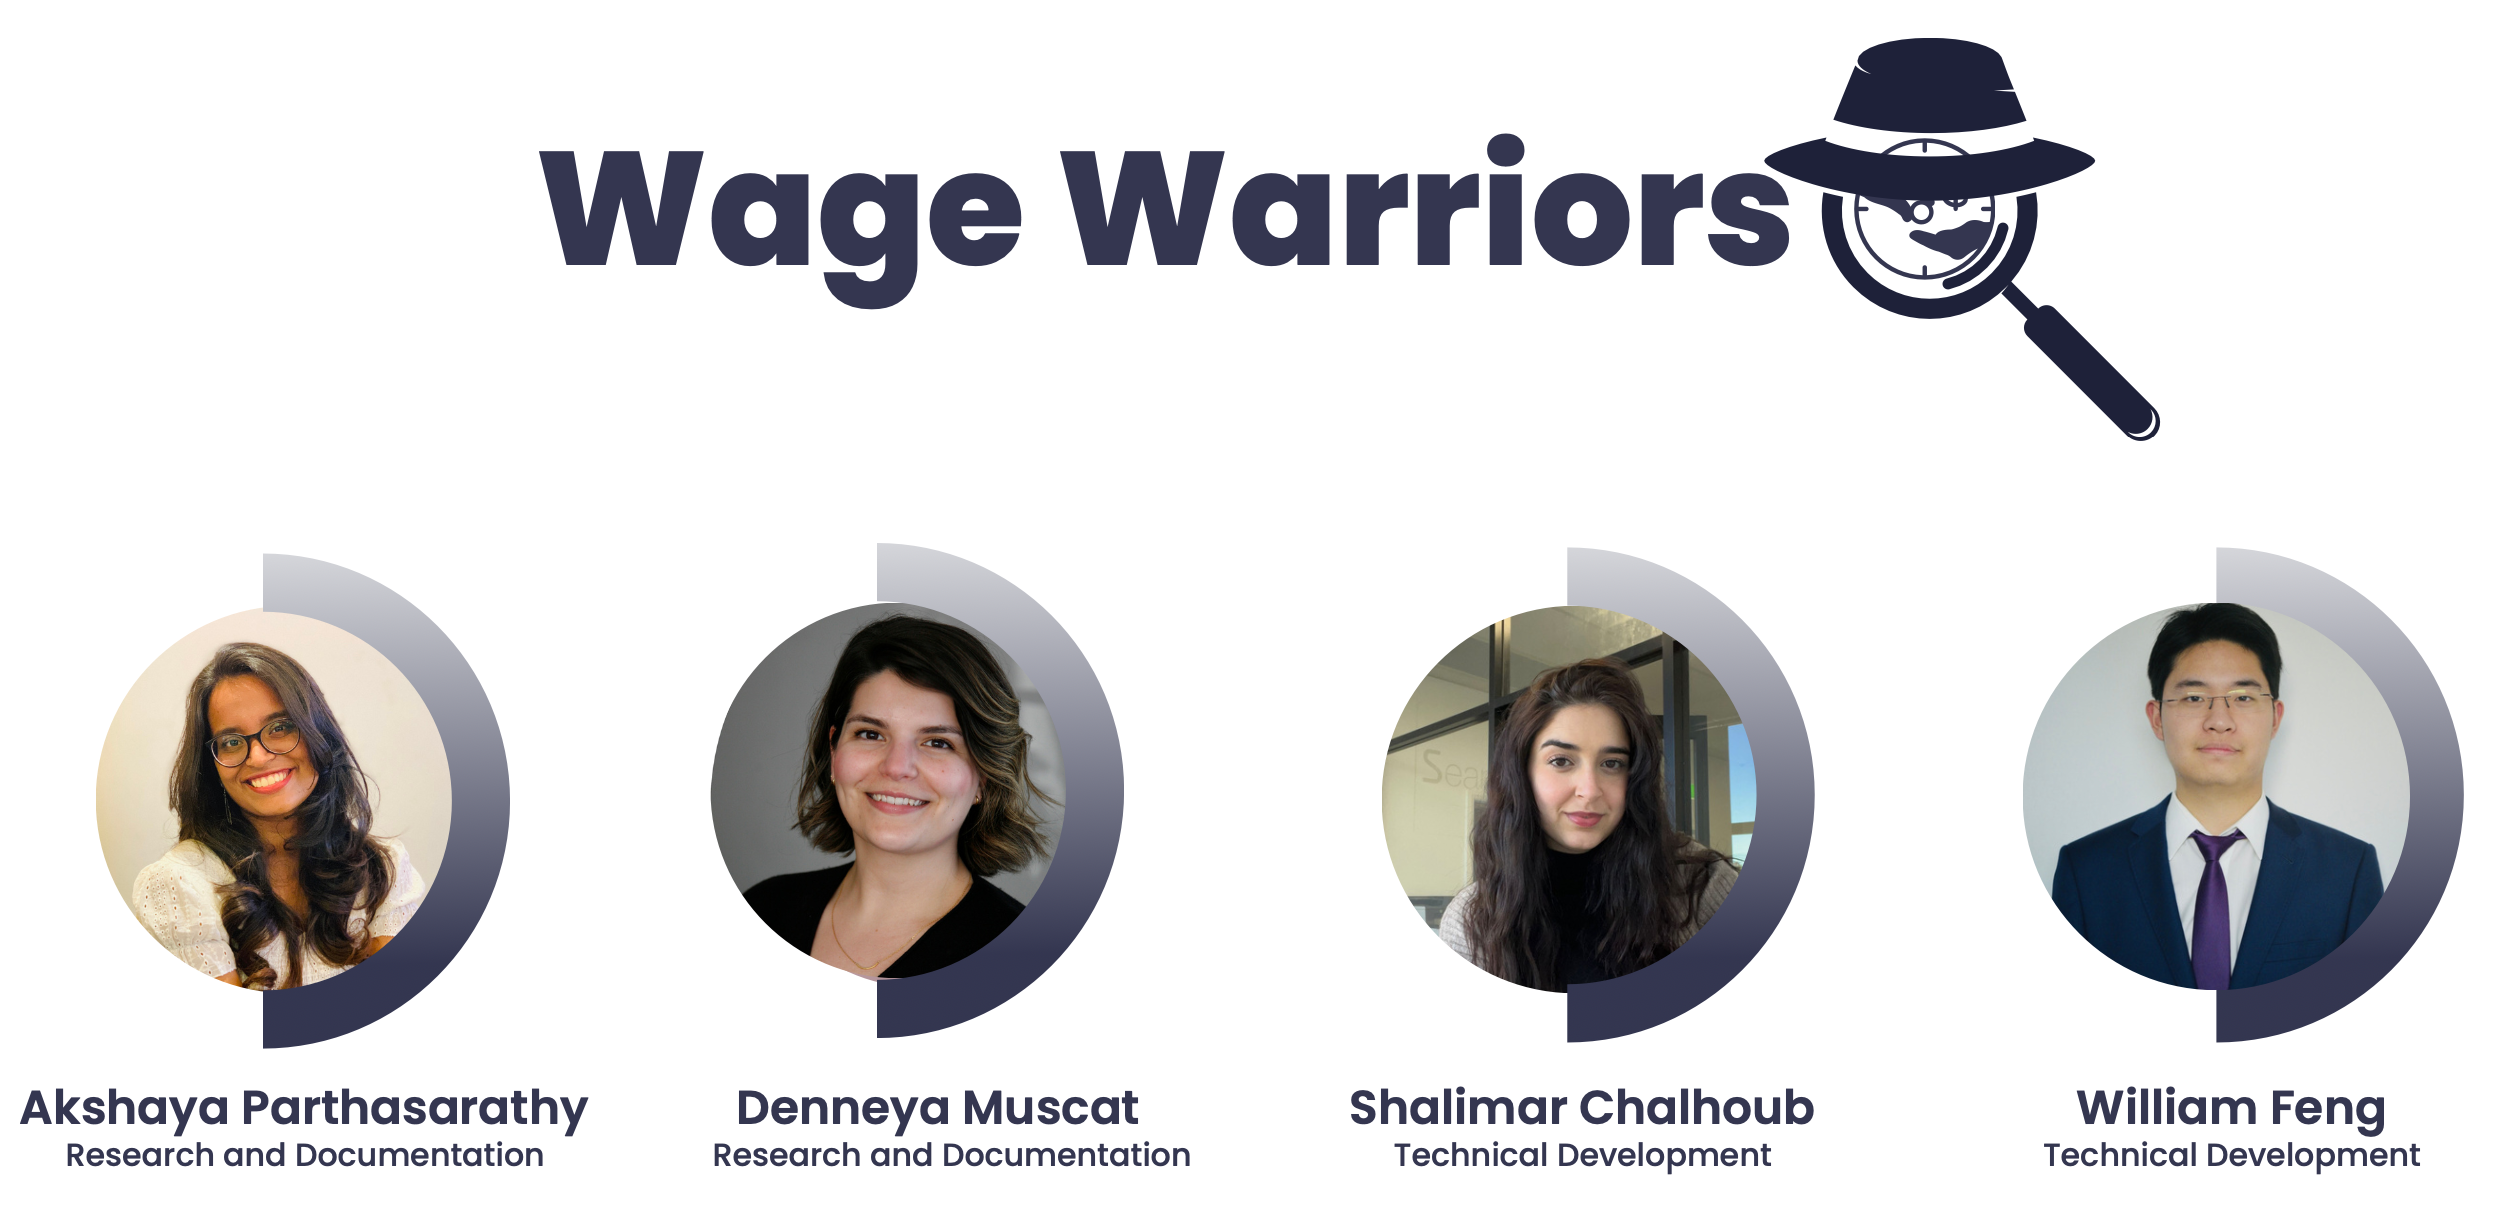 Wage Warriors
Akshaya Parthasarathy
Research and Documentation
Denneya Muscat
Research and Documentation
Shalimar Chalhoub
Technical Development
William Feng
Technical Development